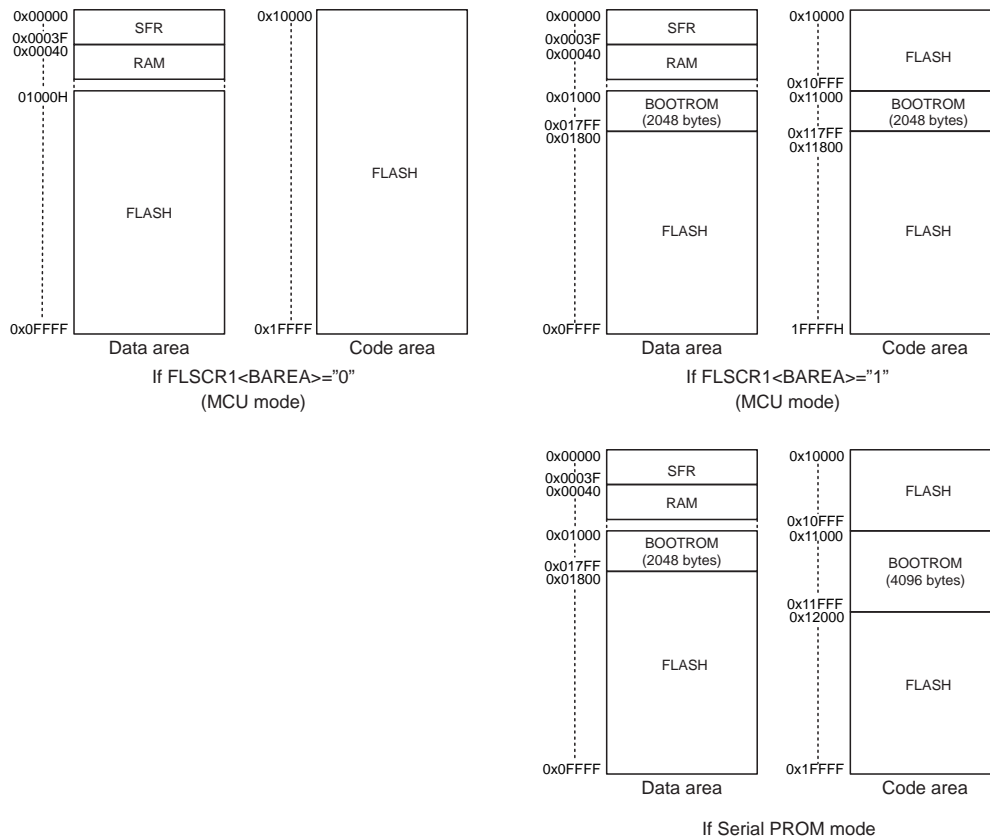 0x00000
SFR
0x0003F
0x00040
RAM
01000H
FLASH
0x0FFFF
Data area
0x10000
FLASH
0x1FFFF
Code area
If FLSCR1<BAREA>="0"
(MCU mode)
0x00000
SFR
0x0003F
0x00040
RAM
0x01000
BOOTROM
(2048 bytes)
0x017FF
0x01800
FLASH
0x0FFFF
Data area
0x10000
FLASH
0x10FFF
0x11000
BOOTROM
(2048 bytes)
0x117FF
0x11800
FLASH
1FFFFH
Code area
If FLSCR1<BAREA>="1"
(MCU mode)
0x00000
SFR
0x0003F
0x00040
RAM
0x01000
BOOTROM
(2048 bytes)
0x017FF
0x01800
FLASH
0x0FFFF
Data area
0x10000
FLASH
0x10FFF
0x11000
BOOTROM
(4096 bytes)
0x11FFF
0x12000
FLASH
0x1FFFF
Code area
If Serial PROM mode